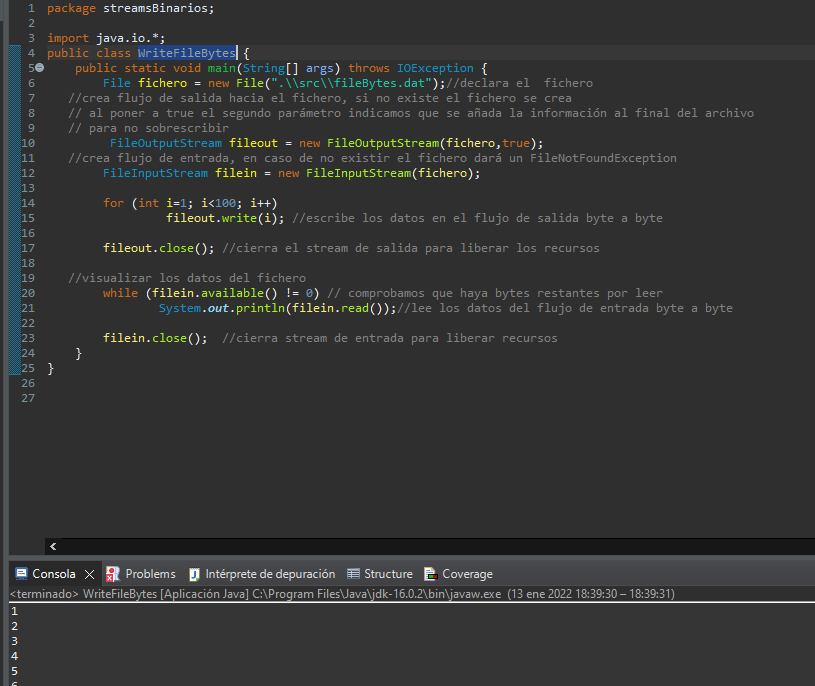 1 package streamsBinarios;
2
3 import java.io.*;
4 public class WriteFileBytes {
5 public static void main(String[] args) throws IOException {
6 File fichero = new File(".\\src\\fileBytes.dat");//declara el  fichero
7 //crea flujo de salida hacia el fichero, si no existe el fichero se crea
8 // al poner a true el segundo parámetro indicamos que se añada la información al final del archivo
9 // para no sobrescribir
10 FileOutputStream fileout = new FileOutputStream(fichero,true);
11 //crea flujo de entrada, en caso de no existir el fichero dará un FileNotFoundException
12 FileInputStream filein = new FileInputStream(fichero);
13
14 for (int i=1; i<100; i++)
15 fileout.write(i); //escribe los datos en el flujo de salida byte a byte
16
17 fileout.close(); //cierra el stream de salida para liberar los recursos
18
19 //visualizar los datos del fichero
20 while (filein.available() != 0) // comprobamos que haya bytes restantes por leer
21 System.out.println(filein.read());//lee los datos del flujo de entrada byte a byte
22
23 filein.close();  //cierra stream de entrada para liberar recursos
24 }
25 }
26
27
Consola Problems Intérprete de depuración Structure Coverage
<terminado> WriteFileBytes [Aplicación Java] C:\Program Files\Java\jdk-16.0.2\bin\javaw.exe (13 ene 2022 18:39:30 – 18:39:31)
1
2
3
4
5
6